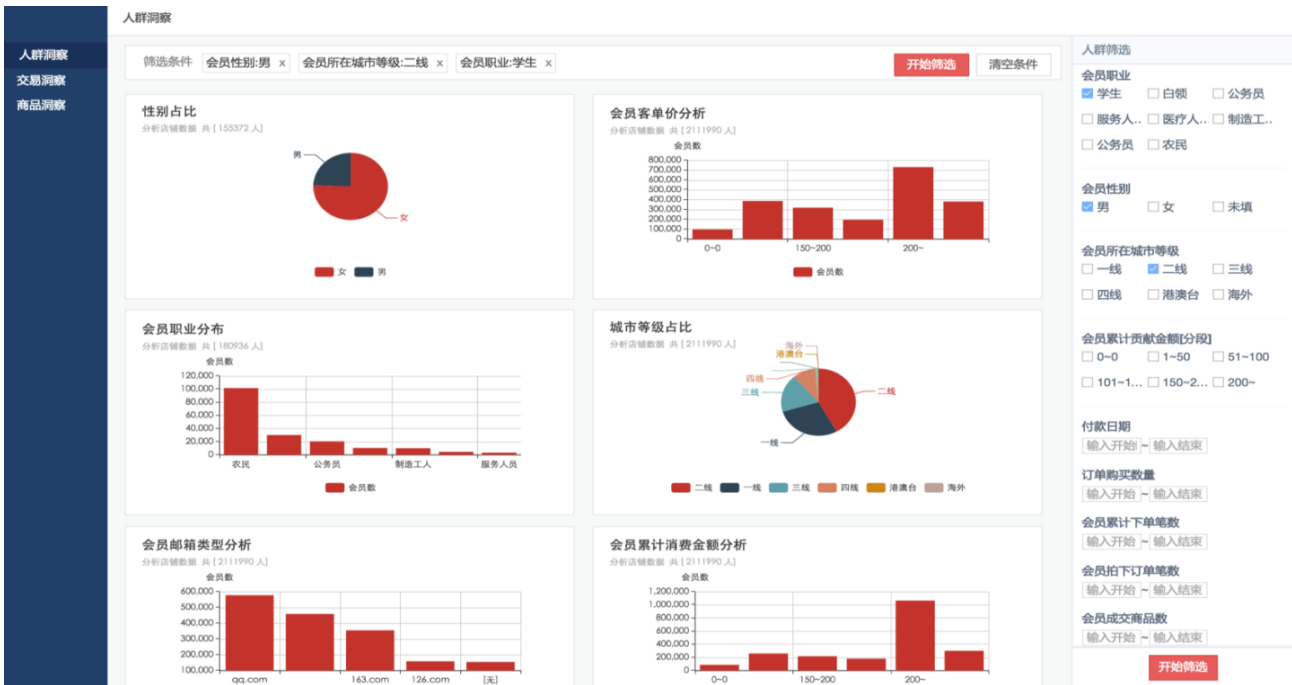 人群洞察
人群洞察
交易洞察
商品洞察
筛选条件 会员性别:男 x 会员所在城市等级:二线 x 会员职业:学生 x
开始筛选 清空条件
性别占比
分析店铺数据 共 [ 155372 人]
男
女
女 男
会员客单价分析
分析店铺数据 共 [ 2111990 人]
会员数
800,000
700,000
600,000
500,000
400,000
300,000
200,000
100,000
0
0~0 150~200 200~
会员数
会员职业分布
分析店铺数据 共 [ 180936 人]
会员数
120,000
100,000
80,000
60,000
40,000
20,000
0
农民 公务员 制造工人 服务人员
会员数
城市等级占比
分析店铺数据 共 [ 2111990 人]
海外
港澳台
四线
三线
二线
一线
二线 一线 三线 四线 港澳台 海外
会员邮箱类型分析
分析店铺数据 共 [ 2111990 人]
会员数
600,000
500,000
400,000
300,000
200,000
100,000
qq.com 163.com 126.com [无]
会员累计消费金额分析
分析店铺数据 共 [ 2111990 人]
会员数
1,200,000
1,000,000
800,000
600,000
400,000
200,000
0
0~0 150~200 200~
人群筛选
会员职业
学生 白领 公务员
服务人... 医疗人... 制造工...
公务员 农民
会员性别
男 女 未填
会员所在城市等级
一线 二线 三线
四线 港澳台 海外
会员累计贡献金额[分段]
0~0 1~50 51~100
101~1... 150~2... 200~
付款日期
输入开始 ~ 输入结束
订单购买数量
输入开始 ~ 输入结束
会员累计下单笔数
输入开始 ~ 输入结束
会员拍下订单笔数
输入开始 ~ 输入结束
会员成交商品数
输入开始 ~ 输入结束
开始筛选